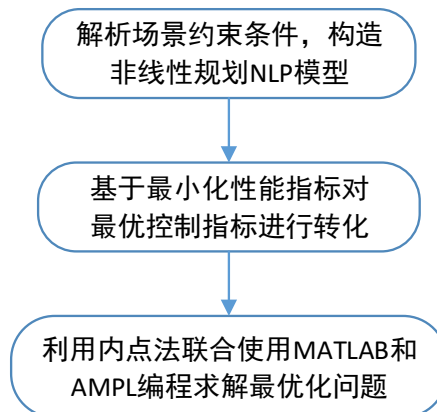 解析场景约束条件，构造
非线性规划NLP模型
基于最小化性能指标对
最优控制指标进行转化
利用内点法联合使用MATLAB和
AMPL编程求解最优化问题